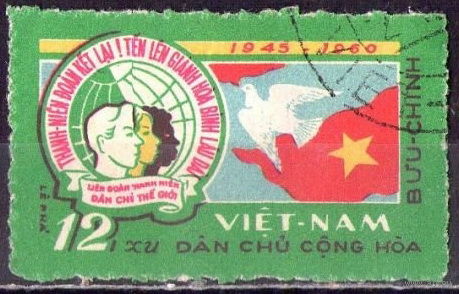 1945-1960
THANH-NIÊN ĐOÀN KẾT LẠI! TIẾN LÊN GIÀNH HÒA BÌNH LÂU DÀI
LIÊN ĐOÀN THANH NIÊN
DÂN CHỦ THẾ GIỚI
BƯU-CHÍNH
VIỆT-NAM
DÂN CHỦ CỘNG HÒA
12 XU